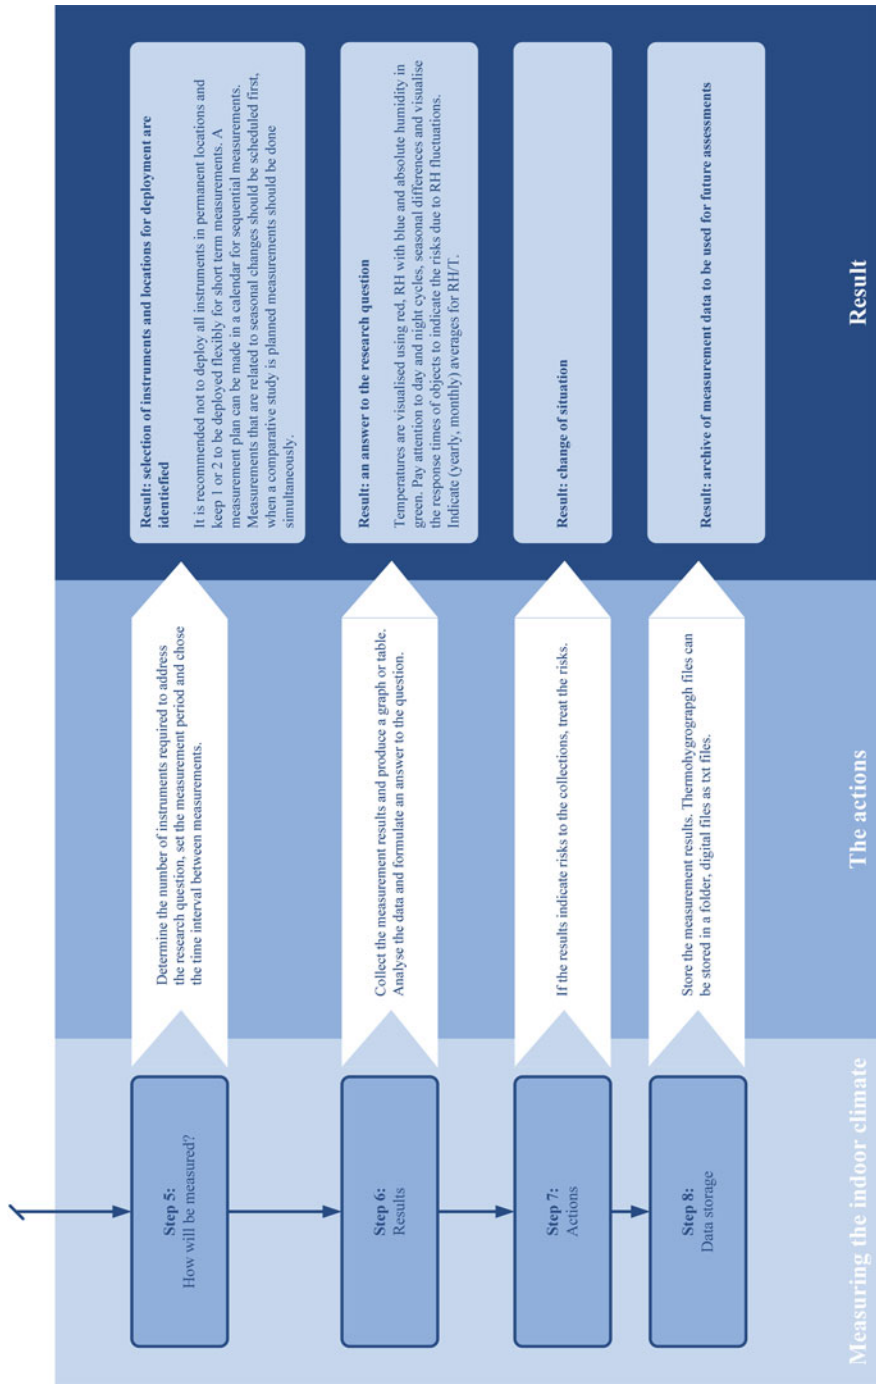 Step 5:
How will be measured?
Determine the number of instruments required to address
the research question, set the measurement period and chose
the time interval between measurements.
Result: selection of instruments and locations for deployment are
identiefied
It is recommended not to deploy all instruments in permanent locations and
keep 1 or 2 to be deployed flexibly for short term measurements. A
measurement plan can be made in a calendar for sequential measurements.
Measurements that are related to seasonal changes should be scheduled first,
when a comparative study is planned measurements should be done
simultaneously.
Step 6:
Results
Collect the measurement results and produce a graph or table.
Analyse the data and formulate an answer to the question.
Result: an answer to the research question
Temperatures are visualised using red, RH with blue and absolute humidity in
green. Pay attention to day and night cycles, seasonal differences and visualise
the response times of objects to indicate the risks due to RH fluctuations.
Indicate (yearly, monthly) averages for RH/T.
Step 7:
Actions
If the results indicate risks to the collections, treat the risks.
Result: change of situation
Step 8:
Data storage
Store the measurement results. Thermohygrograpgh files can
be stored in a folder, digital files as txt files.
Result: archive of measurement data to be used for future assessments
Measuring the indoor climate
The actions
Result